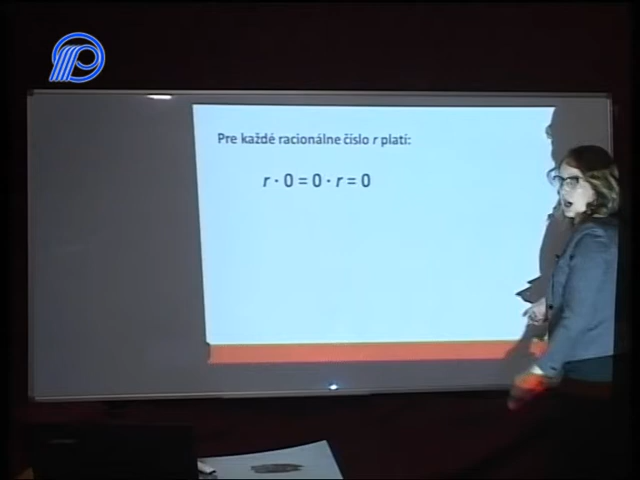 Pre každé racionálne číslo r platí:
r · 0 = 0 · r = 0